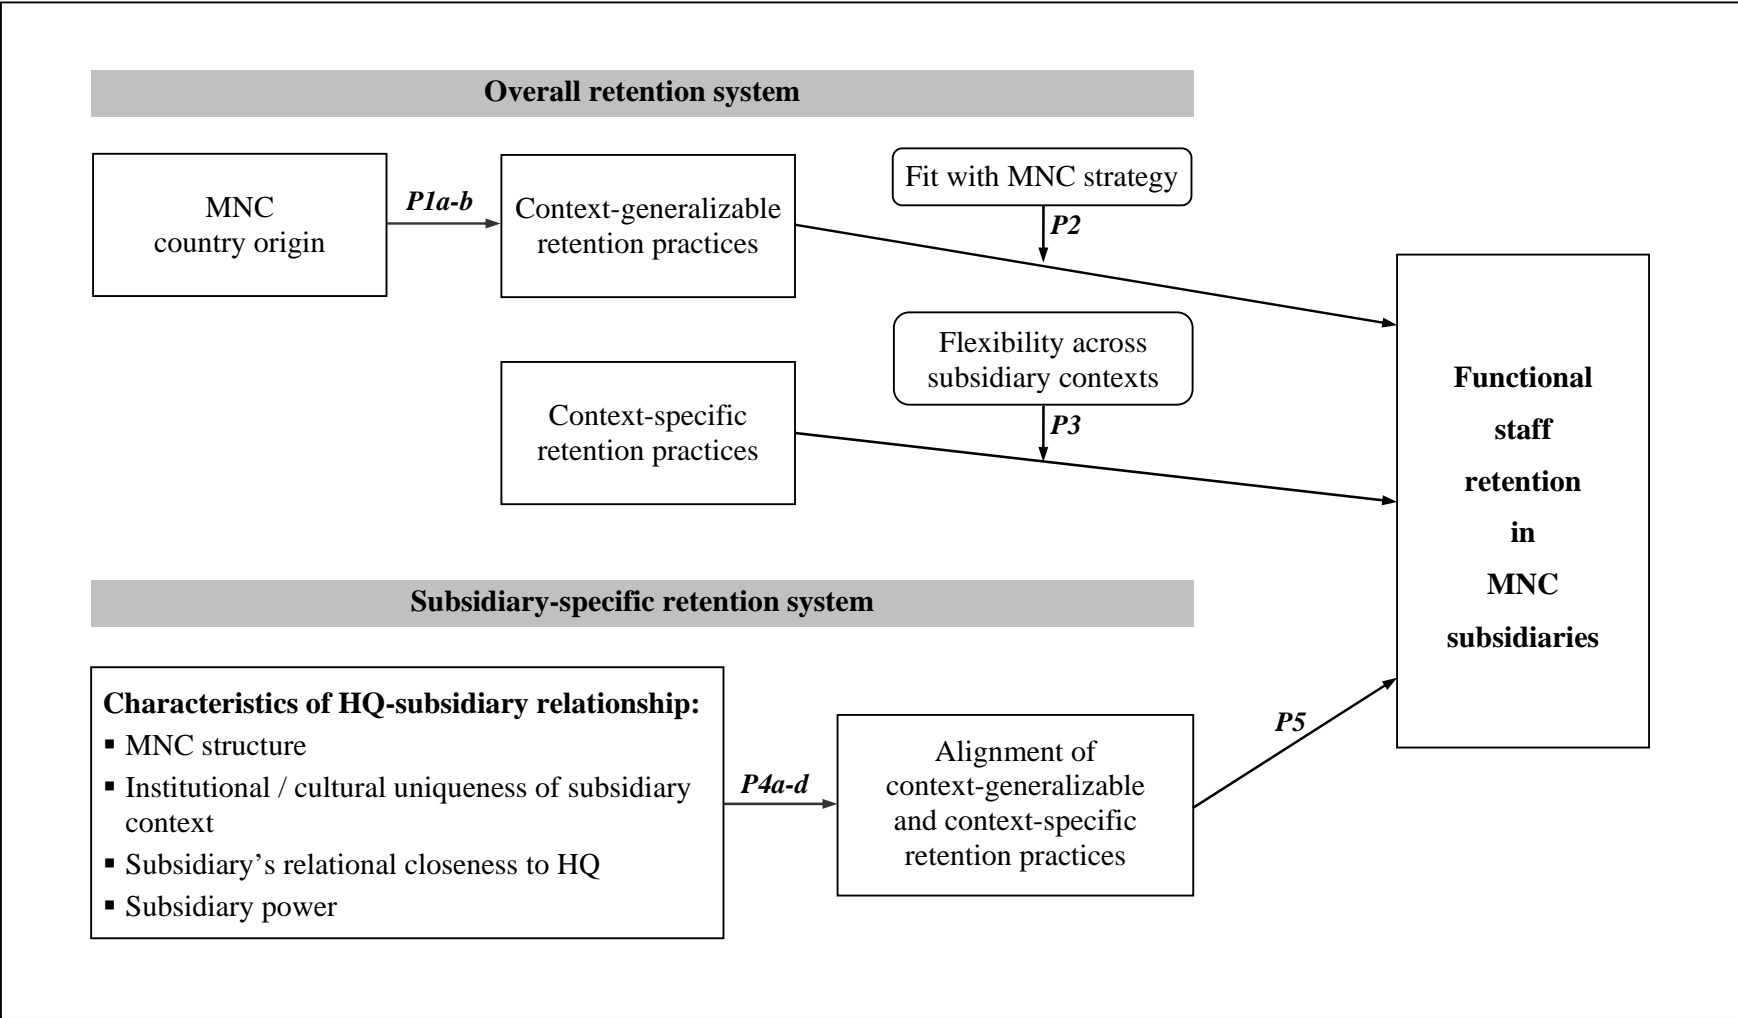 Overall retention system
MNC
country origin
P1a-b
Context-generalizable
retention practices
Fit with MNC strategy
P2
Flexibility across
subsidiary contexts
P3
Context-specific
retention practices
Functional
staff
retention
in
MNC
subsidiaries
Subsidiary-specific retention system
Characteristics of HQ-subsidiary relationship:
▪ MNC structure
▪ Institutional / cultural uniqueness of subsidiary
context
▪ Subsidiary’s relational closeness to HQ
▪ Subsidiary power
P4a-d
Alignment of
context-generalizable
and context-specific
retention practices
P5